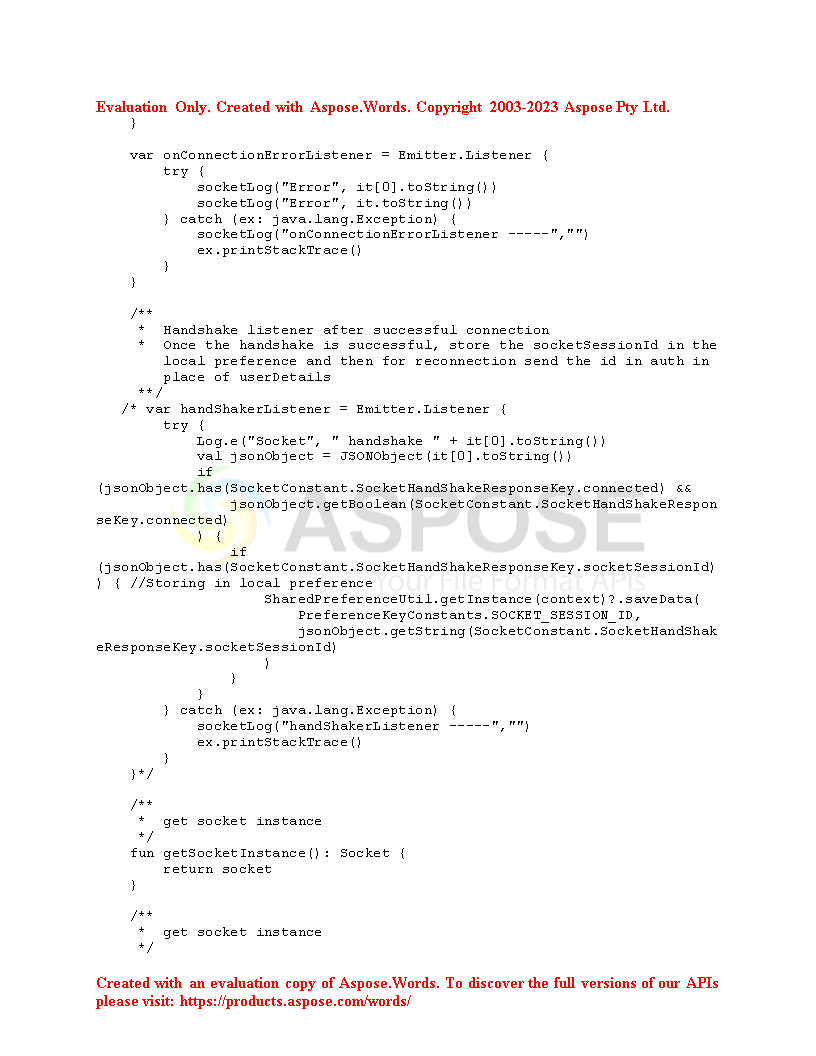 Evaluation Only. Created with Aspose.Words. Copyright 2003-2023 Aspose Pty Ltd.
    }

    var onConnectionErrorListener = Emitter.Listener {
        try {
            socketLog("Error", it[0].toString())
            socketLog("Error", it.toString())
        } catch (ex: java.lang.Exception) {
            socketLog("onConnectionErrorListener -----","")
            ex.printStackTrace()
        }
    }

    /**
     *  Handshake listener after successful connection
     *  Once the handshake is successful, store the socketSessionId in the
        local preference and then for reconnection send the id in auth in
        place of userDetails
     **/
   /* var handShakerListener = Emitter.Listener {
        try {
            Log.e("Socket", " handshake " + it[0].toString())
            val jsonObject = JSONObject(it[0].toString())
            if
(jsonObject.has(SocketConstant.SocketHandShakeResponseKey.connected) &&
                jsonObject.getBoolean(SocketConstant.SocketHandShakeRespon
seKey.connected)
            ) {
                if
(jsonObject.has(SocketConstant.SocketHandShakeResponseKey.socketSessionId)
) { //Storing in local preference
                    SharedPreferenceUtil.getInstance(context)?.saveData(
                        PreferenceKeyConstants.SOCKET_SESSION_ID,
                        jsonObject.getString(SocketConstant.SocketHandShak
eResponseKey.socketSessionId)
                    )
                }
            }
        } catch (ex: java.lang.Exception) {
            socketLog("handShakerListener -----","")
            ex.printStackTrace()
        }
    }*/

    /**
     *  get socket instance
     */
    fun getSocketInstance(): Socket {
        return socket
    }

    /**
     *  get socket instance
     */
ASPOSE
Your File Format APIs
Created with an evaluation copy of Aspose.Words. To discover the full versions of our APIs
please visit: https://products.aspose.com/words/